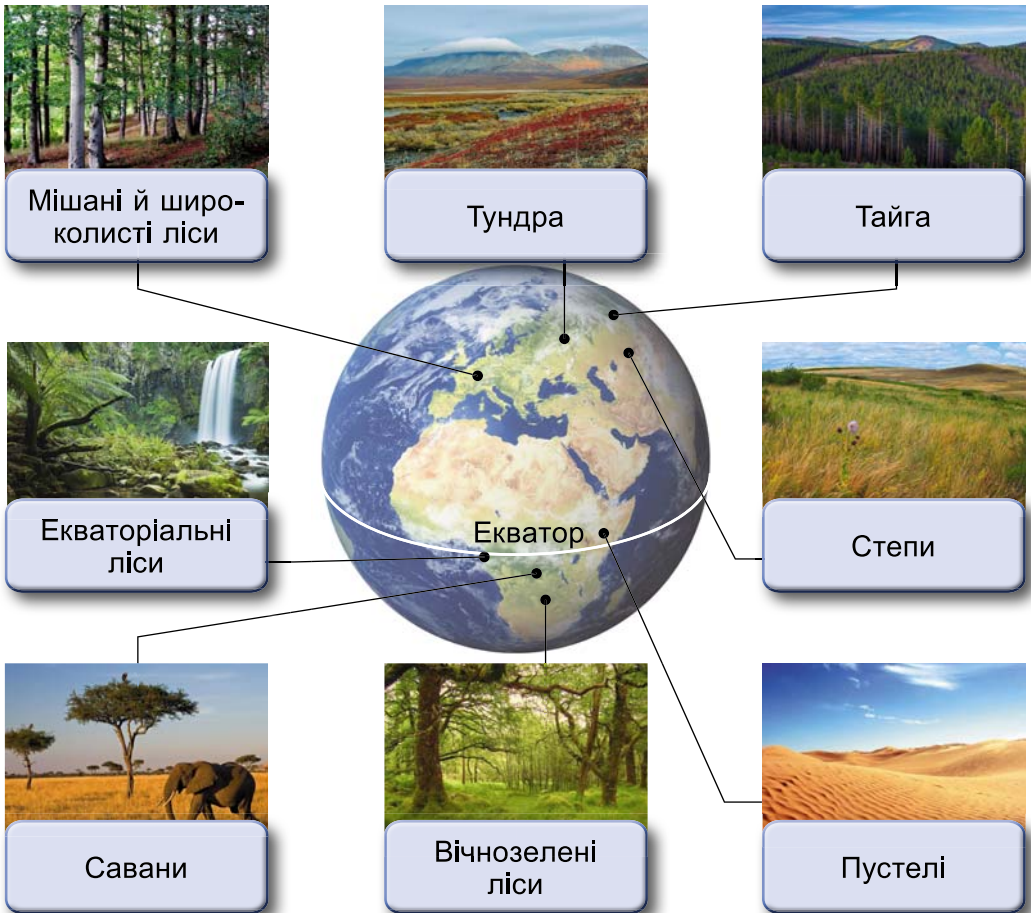 Мішані й широ-
колисті ліси
Тундра
Тайга
Екваторіальні
ліси
Екватор
Степи
Савани
Вічнозелені
ліси
Пустелі